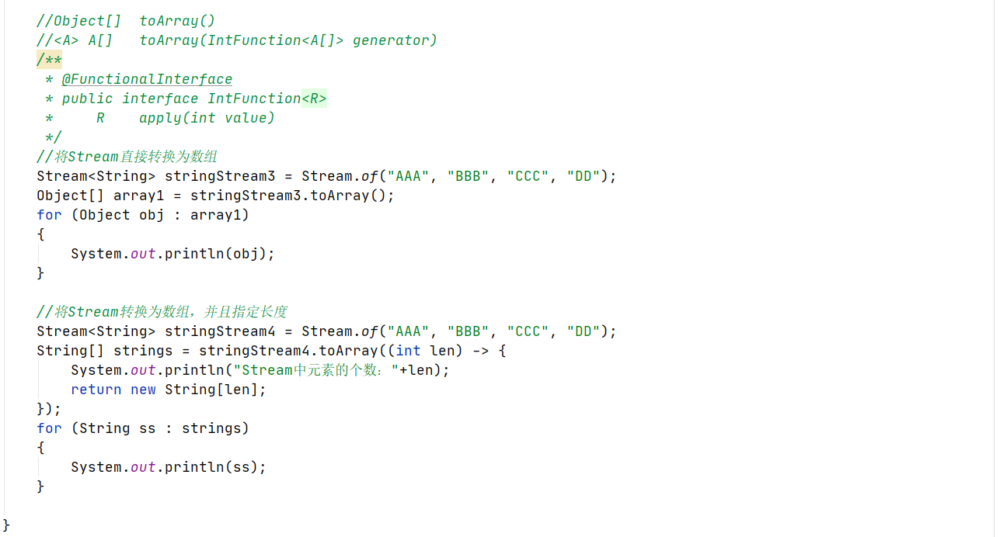 //Object[]  toArray()
//<A> A[]   toArray(IntFunction<A[]> generator)
/**
 * @FunctionalInterface
 * public interface IntFunction<R>
 *     R    apply(int value)
 */
//将Stream直接转换为数组
Stream<String> stringStream3 = Stream.of("AAA", "BBB", "CCC", "DD");
Object[] array1 = stringStream3.toArray();
for (Object obj : array1)
{
    System.out.println(obj);
}
//将Stream转换为数组，并且指定长度
Stream<String> stringStream4 = Stream.of("AAA", "BBB", "CCC", "DD");
String[] strings = stringStream4.toArray((int len) -> {
    System.out.println("Stream中元素的个数："+len);
    return new String[len];
});
for (String ss : strings)
{
    System.out.println(ss);
}
}